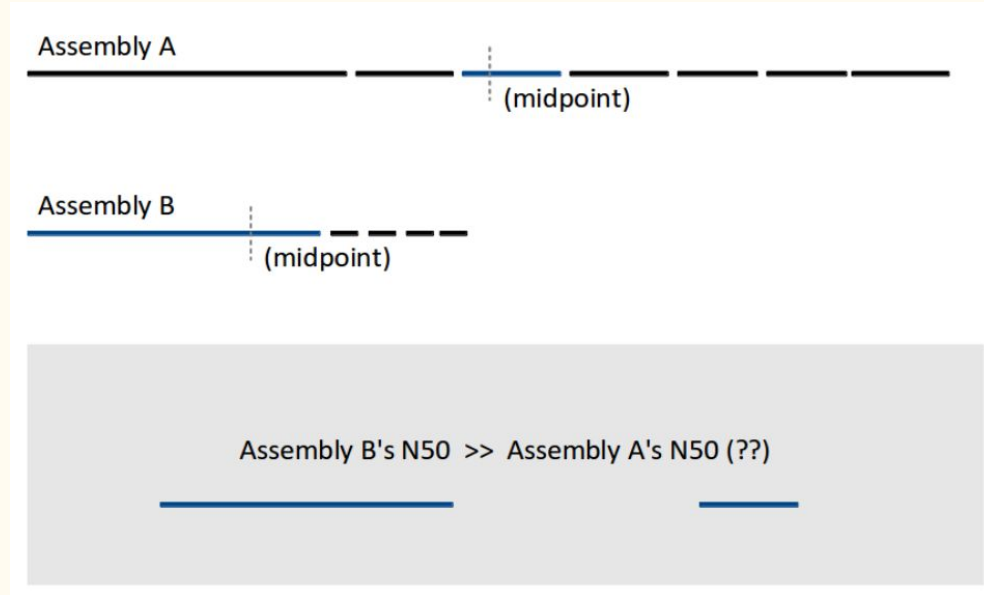 Assembly A
(midpoint)
Assembly B
(midpoint)
Assembly B's N50 >> Assembly A's N50 (??)